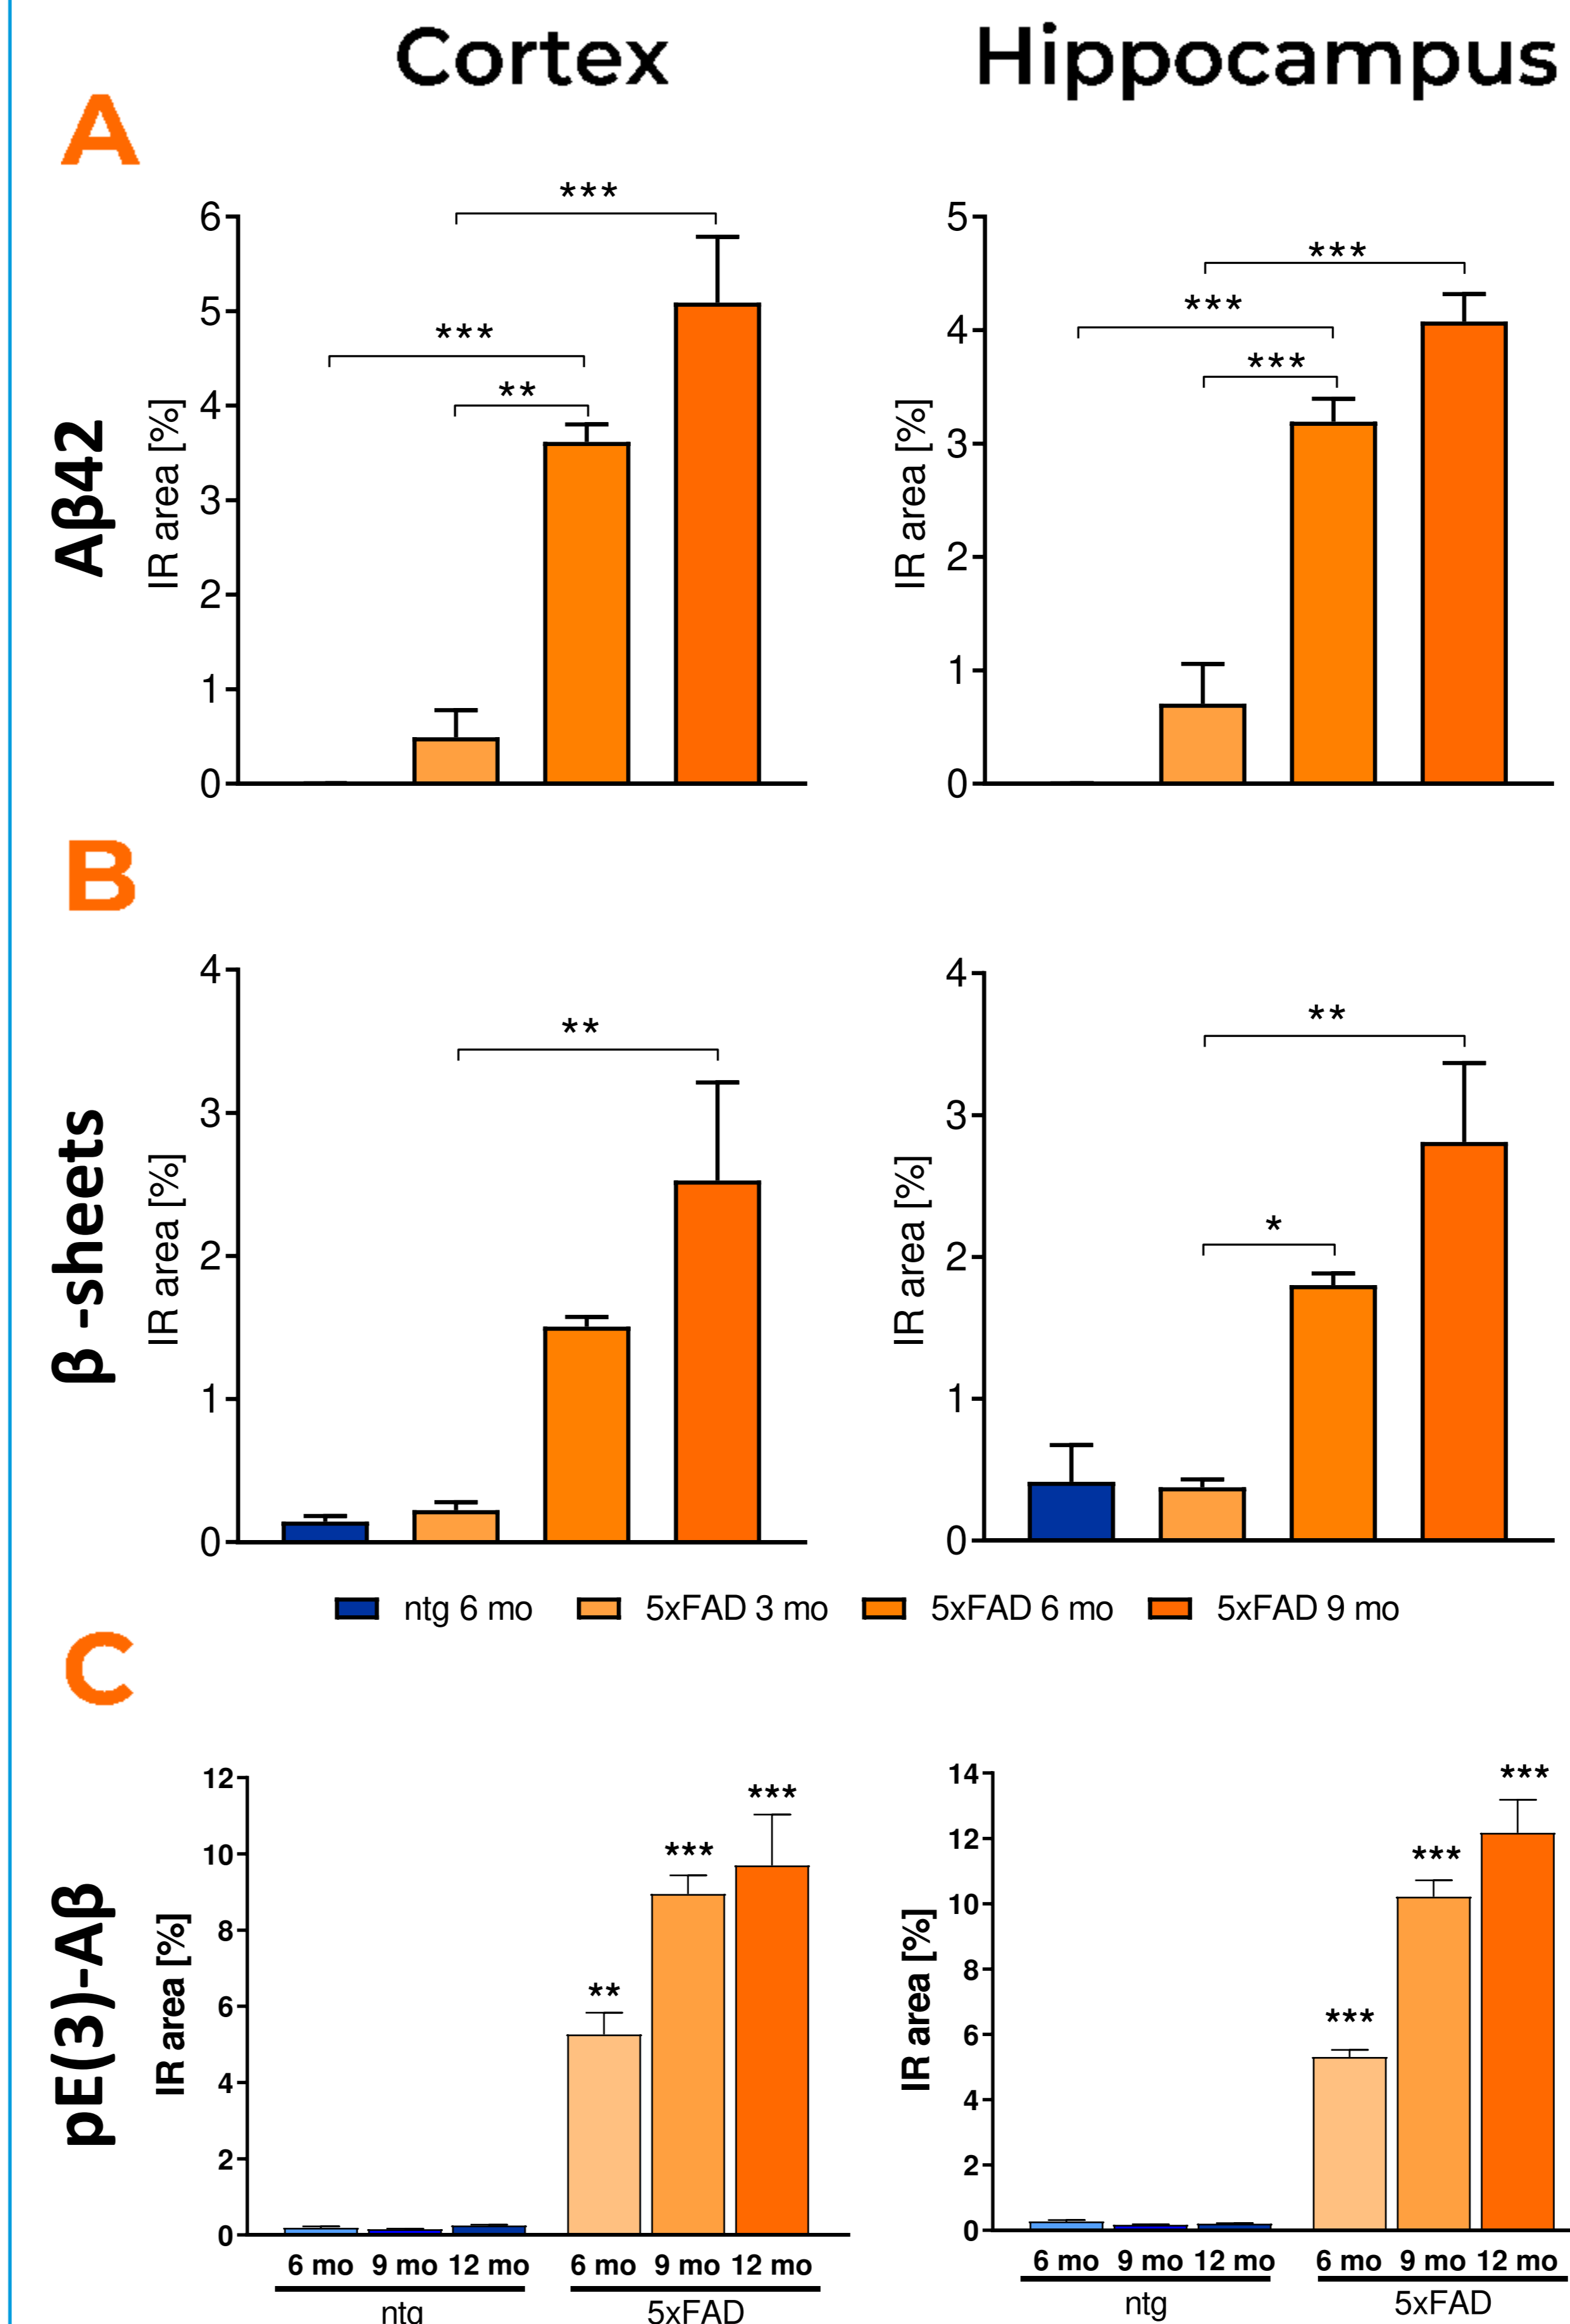 Cortex
Hippocampus
A
Aβ42
IR area [%]
6
5
4
3
2
1
0
***
***
**
IR area [%]
5
4
3
2
1
0
***
***
***
B
β -sheets
IR area [%]
4
3
2
1
0
**
IR area [%]
4
3
2
1
0
**
*
ntg 6 mo 5xFAD 3 mo 5xFAD 6 mo 5xFAD 9 mo
C
pE(3)-Aβ
IR area [%]
12
10
8
6
4
2
0
**
***
***
6 mo 9 mo 12 mo 6 mo 9 mo 12 mo
ntg 5xFAD
IR area [%]
14
12
10
8
6
4
2
0
***
***
***
6 mo 9 mo 12 mo 6 mo 9 mo 12 mo
ntg 5xFAD